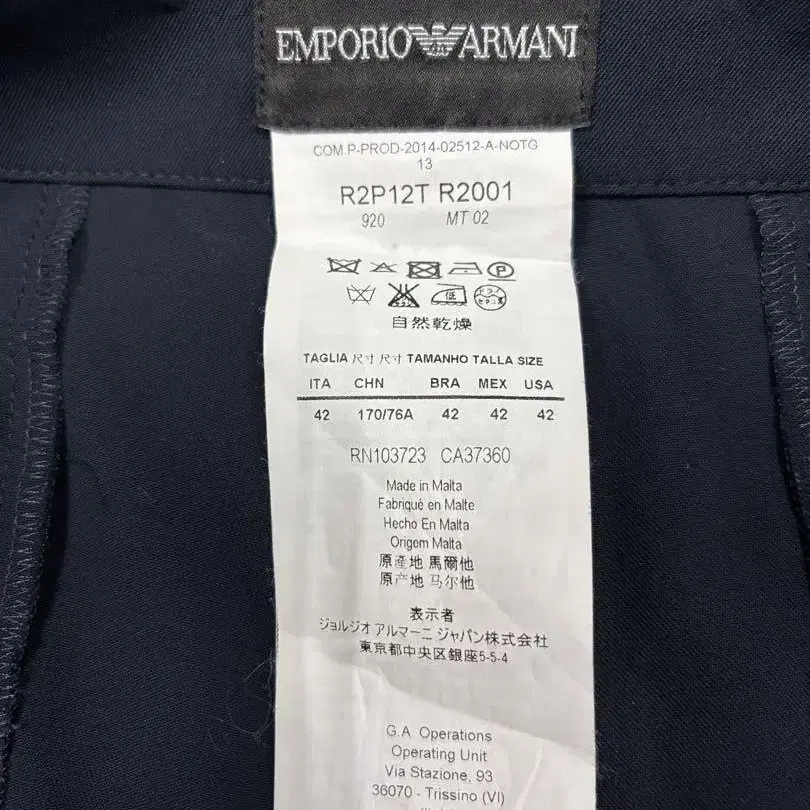 EMPORIO ARMANI
COM.P-PROD-2014-02512-A-NOTG
13
R2P12T R2001
920 MT 02
P
低 ドライ
自然乾燥
TAGLIA 尺寸 尺寸 TAMANHO TALLA SIZE
ITA CHN BRA MEX USA
42 170/76A 42 42 42
RN103723 CA37360
Made in Malta
Fabriqué en Malte
Hecho En Malta
Origem Malta
原產地 馬爾他
原产地 马尔他
表示者
ジョルジオ アルマーニ ジャパン株式会社
東京都中央区銀座5-5-4
G.A. Operations
Operating Unit
Via Stazione, 93
36070 - Trissino (VI)